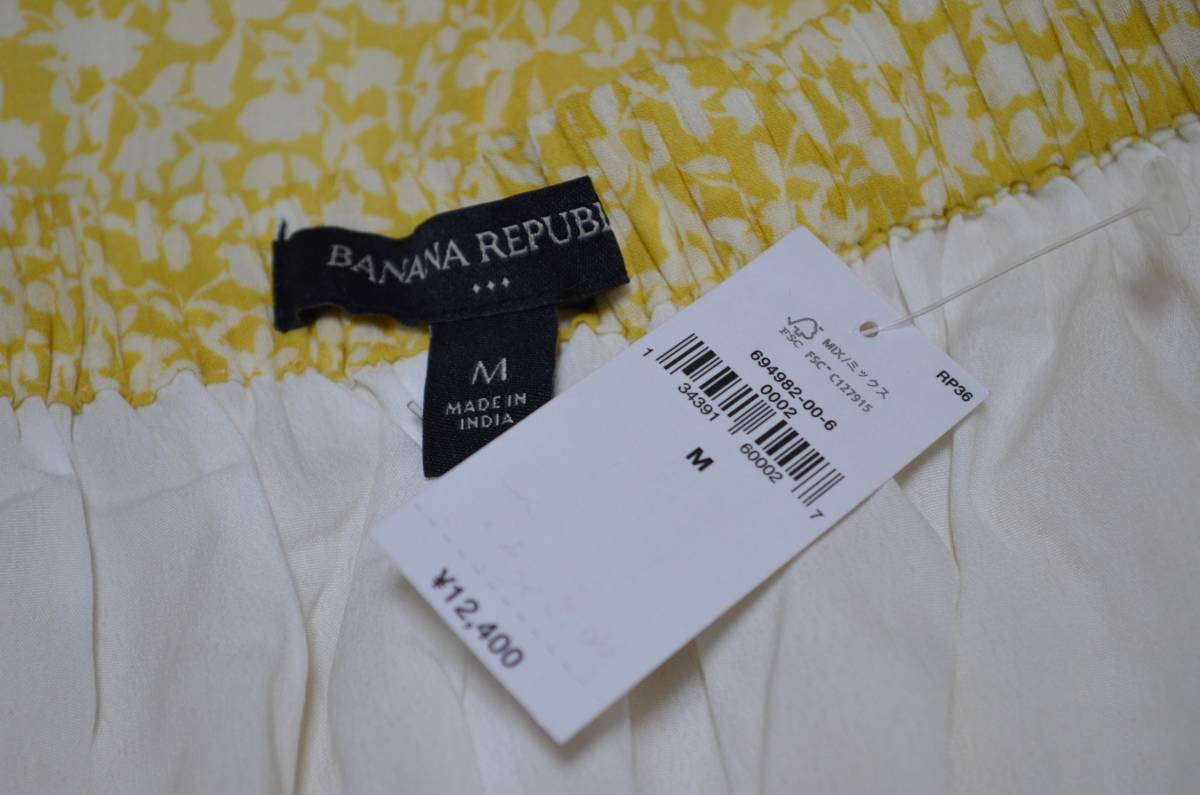 BANANA REPUBL
M
MADE IN
INDIA
RP36
MIX/ミックス
FSC FSC™ C127915
694982-00-6
0002
1 34391 60002 7
M
¥12,400